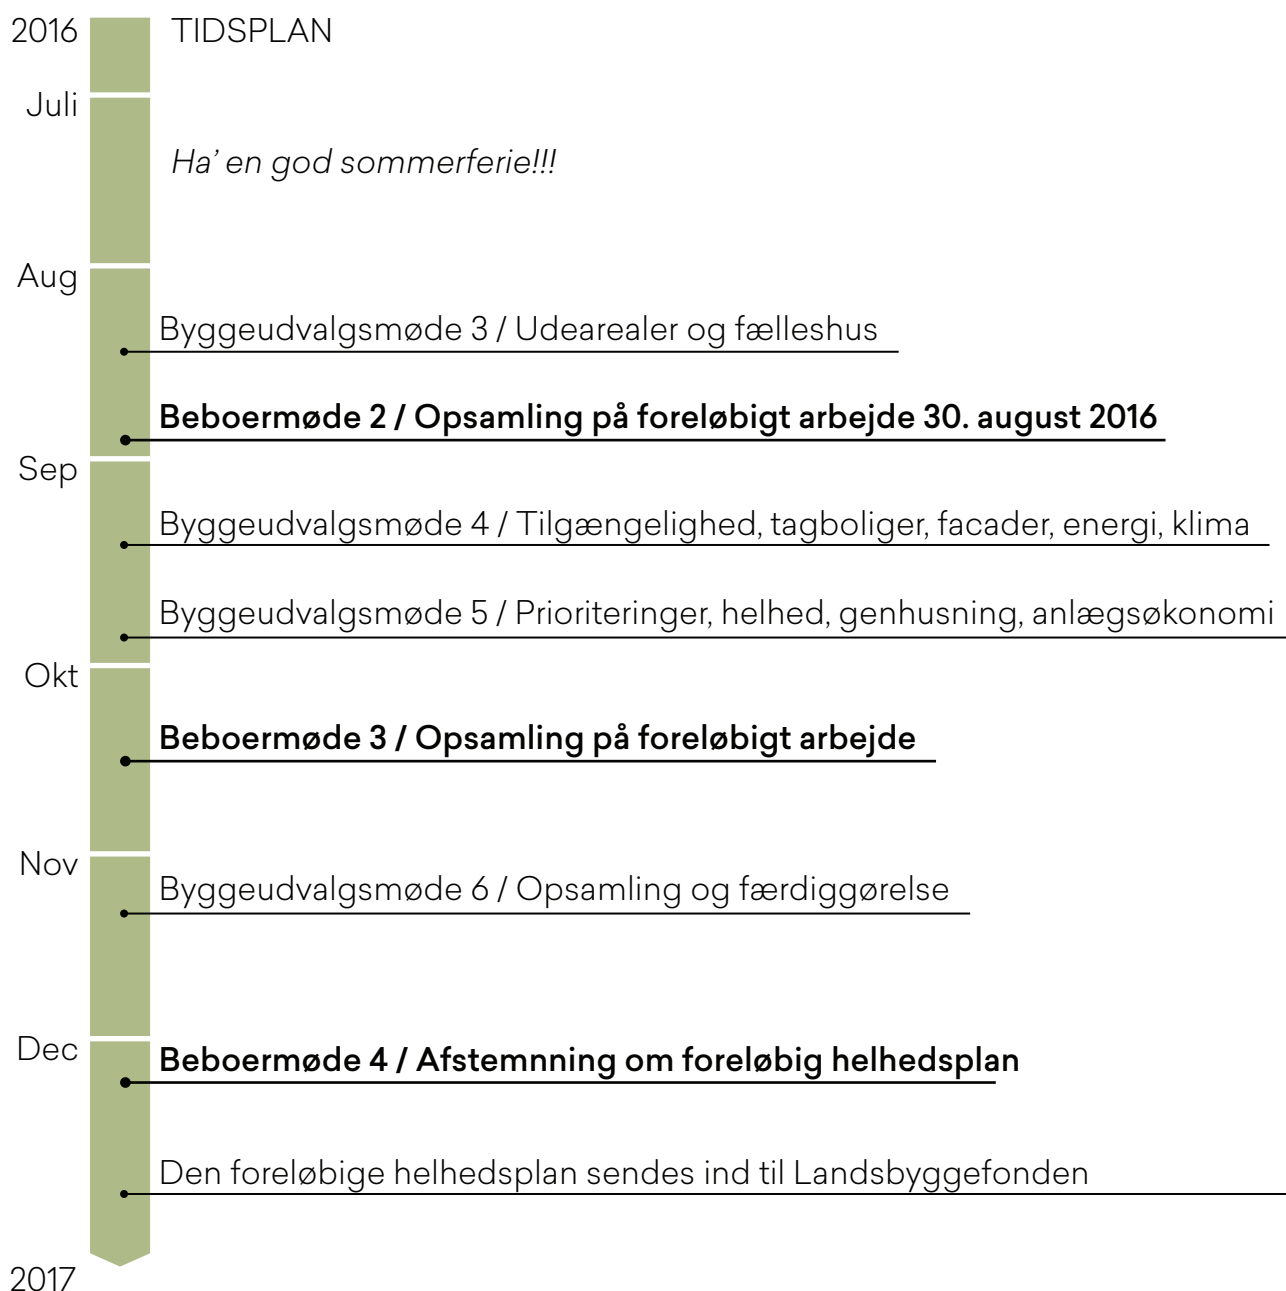 2016
TIDSPLAN
Juli
Ha’ en god sommerferie!!!
Aug
Byggeudvalgsmøde 3 / Udearealer og fælleshus
Beboermøde 2 / Opsamling på foreløbigt arbejde 30. august 2016
Sep
Byggeudvalgsmøde 4 / Tilgængelighed, tagboliger, facader, energi, klima
Byggeudvalgsmøde 5 / Prioriteringer, helhed, genhusning, anlægsøkonomi
Okt
Beboermøde 3 / Opsamling på foreløbigt arbejde
Nov
Byggeudvalgsmøde 6 / Opsamling og færdiggørelse
Dec
Beboermøde 4 / Afstemnning om foreløbig helhedsplan
Den foreløbige helhedsplan sendes ind til Landsbyggefonden
2017